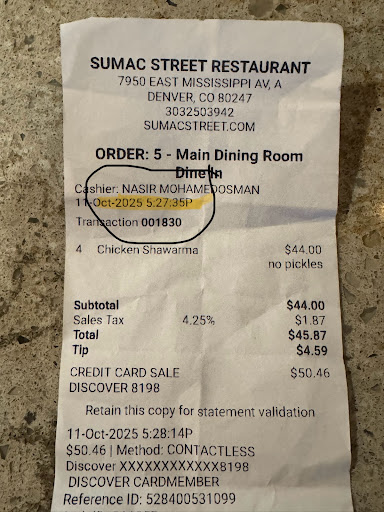 SUMAC STREET RESTAURANT
7950 EAST MISSISSIPPI AV, A
DENVER, CO 80247
3032503942
SUMACSTREET.COM
ORDER: 5 - Main Dining Room
Dine In
Cashier: NASIR MOHAMEDOSMAN
11-Oct-2025 5:27:35P
Transaction 001830
4 Chicken Shawarma $44.00
no pickles
Subtotal $44.00
Sales Tax 4.25% $1.87
Total $45.87
Tip $4.59
CREDIT CARD SALE $50.46
DISCOVER 8198
Retain this copy for statement validation
11-Oct-2025 5:28:14P
$50.46 | Method: CONTACTLESS
Discover XXXXXXXXXXXX8198
DISCOVER CARDMEMBER
Reference ID: 528400531099